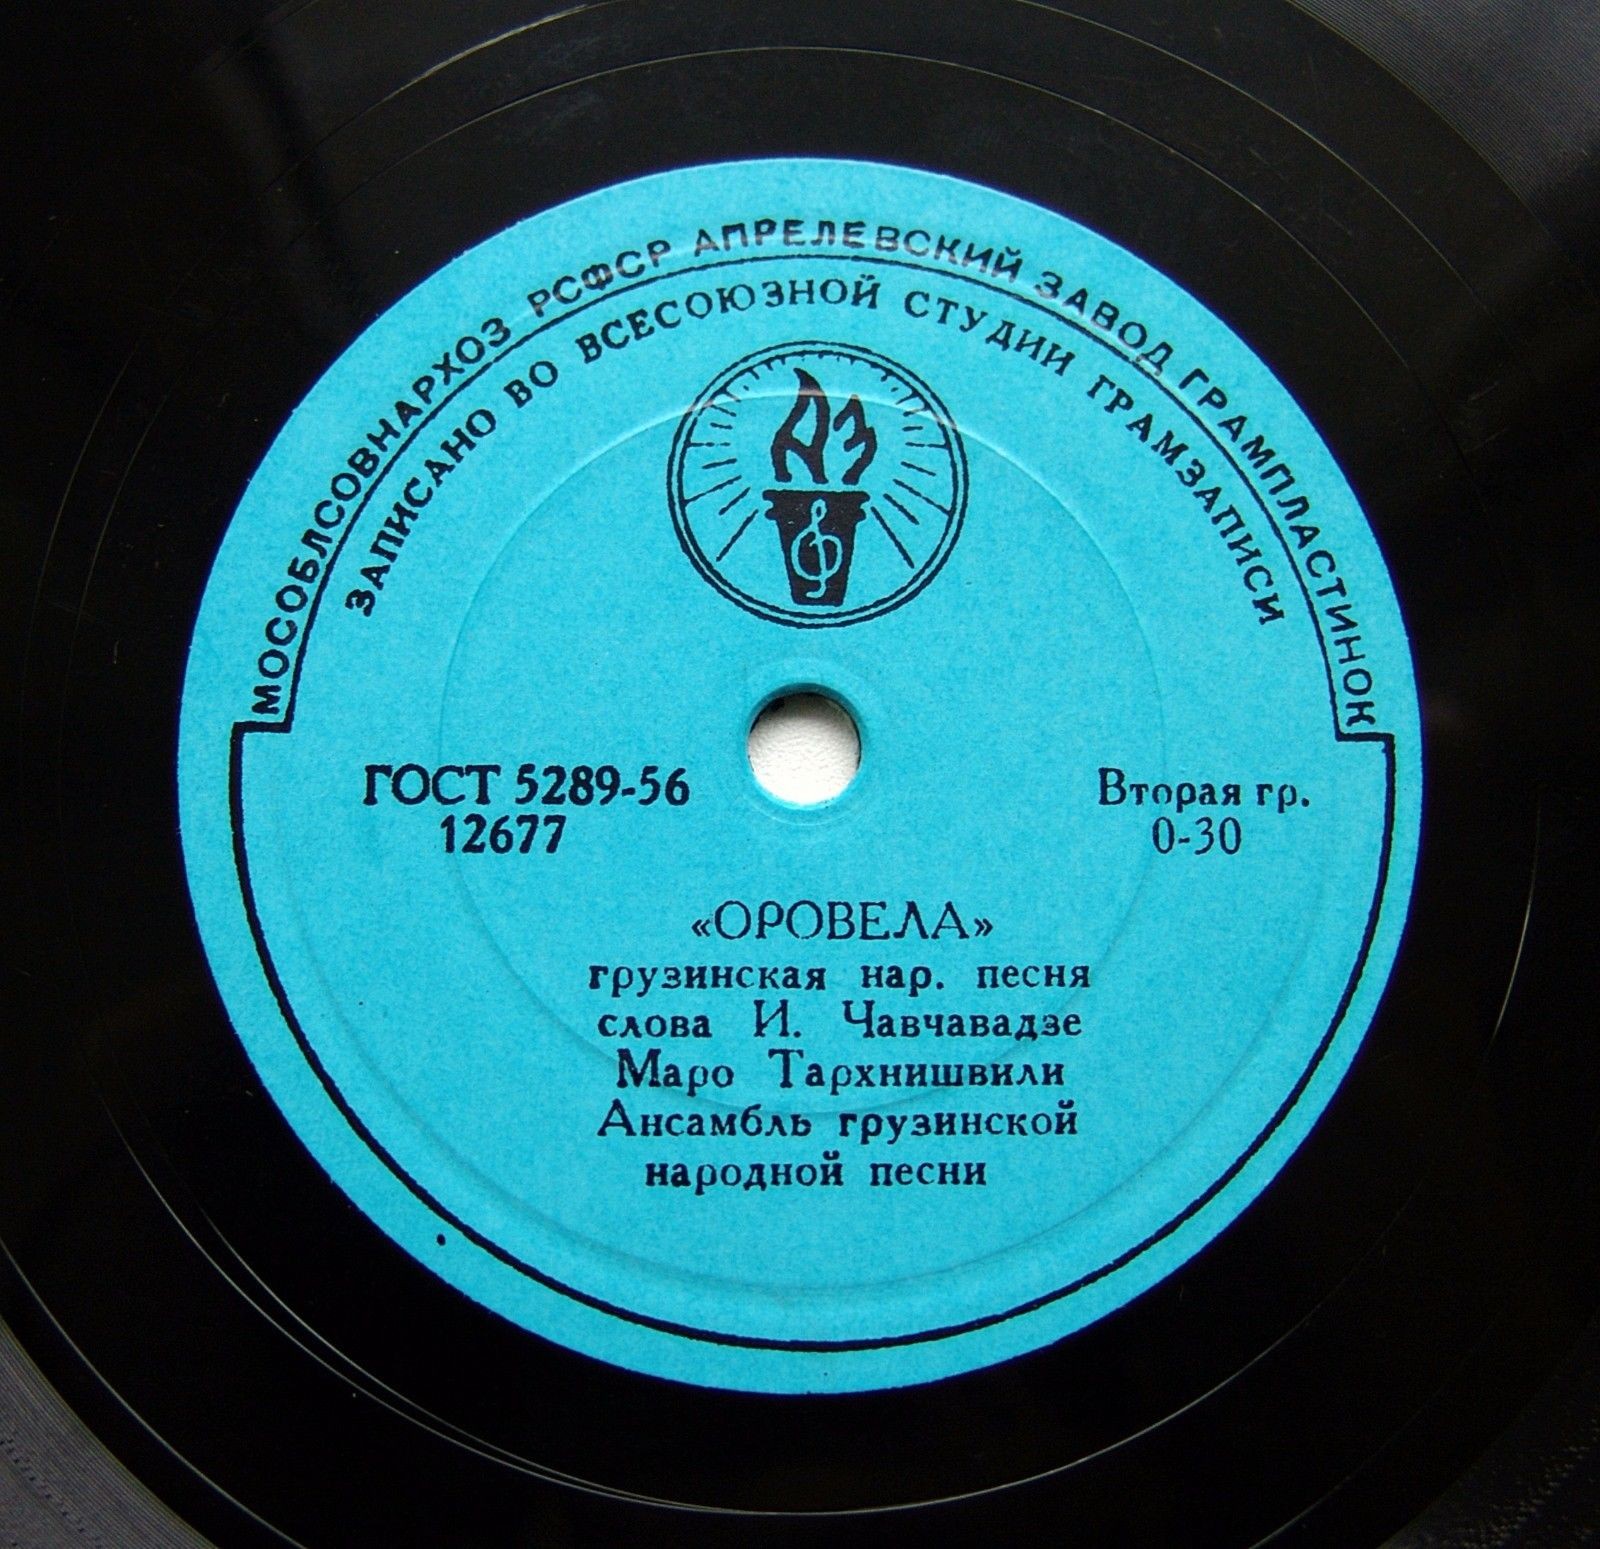 МОСОБЛСОВНАРХОЗ РСФСР АПРЕЛЕВСКИЙ ЗАВОД ГРАМПЛАСТИНОК
ЗАПИСАНО ВО ВСЕСОЮЗНОЙ СТУДИИ ГРАМЗАПИСИ
АЗ
ГОСТ 5289-56
12677
Вторая гр.
0-30
«ОРОВЕЛА»
грузинская нар. песня
слова И. Чавчавадзе
Маро Тархнишвили
Ансамбль грузинской
народной песни